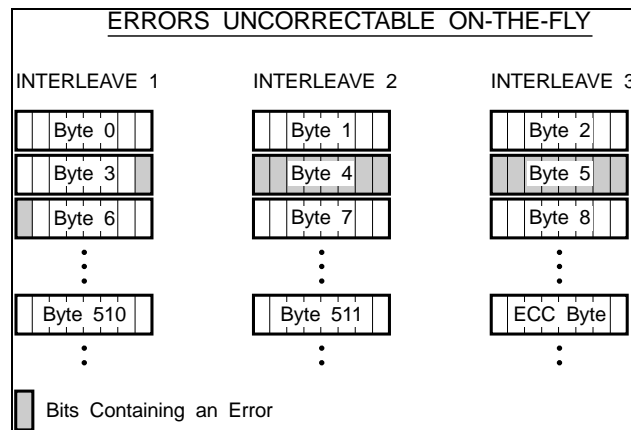 ERRORS UNCORRECTABLE ON-THE-FLY
INTERLEAVE 1 INTERLEAVE 2 INTERLEAVE 3
Byte 0 Byte 1 Byte 2
Byte 3 Byte 4 Byte 5
Byte 6 Byte 7 Byte 8
Byte 510 Byte 511 ECC Byte
Bits Containing an Error